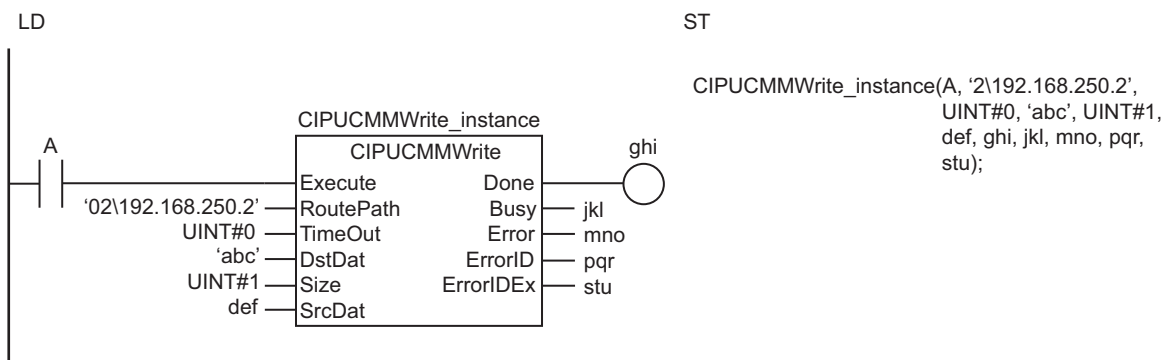 LD
ST
CIPUCMMWrite_instance(A, ‘2\192.168.250.2’,
UINT#0, ‘abc’, UINT#1,
def, ghi, jkl, mno, pqr,
stu);
CIPUCMMWrite_instance
A
CIPUCMMWrite
ghi
Execute Done
‘02\192.168.250.2’ RoutePath Busy jkl
UINT#0 TimeOut Error mno
‘abc’ DstDat ErrorID pqr
UINT#1 Size ErrorIDEx stu
def SrcDat